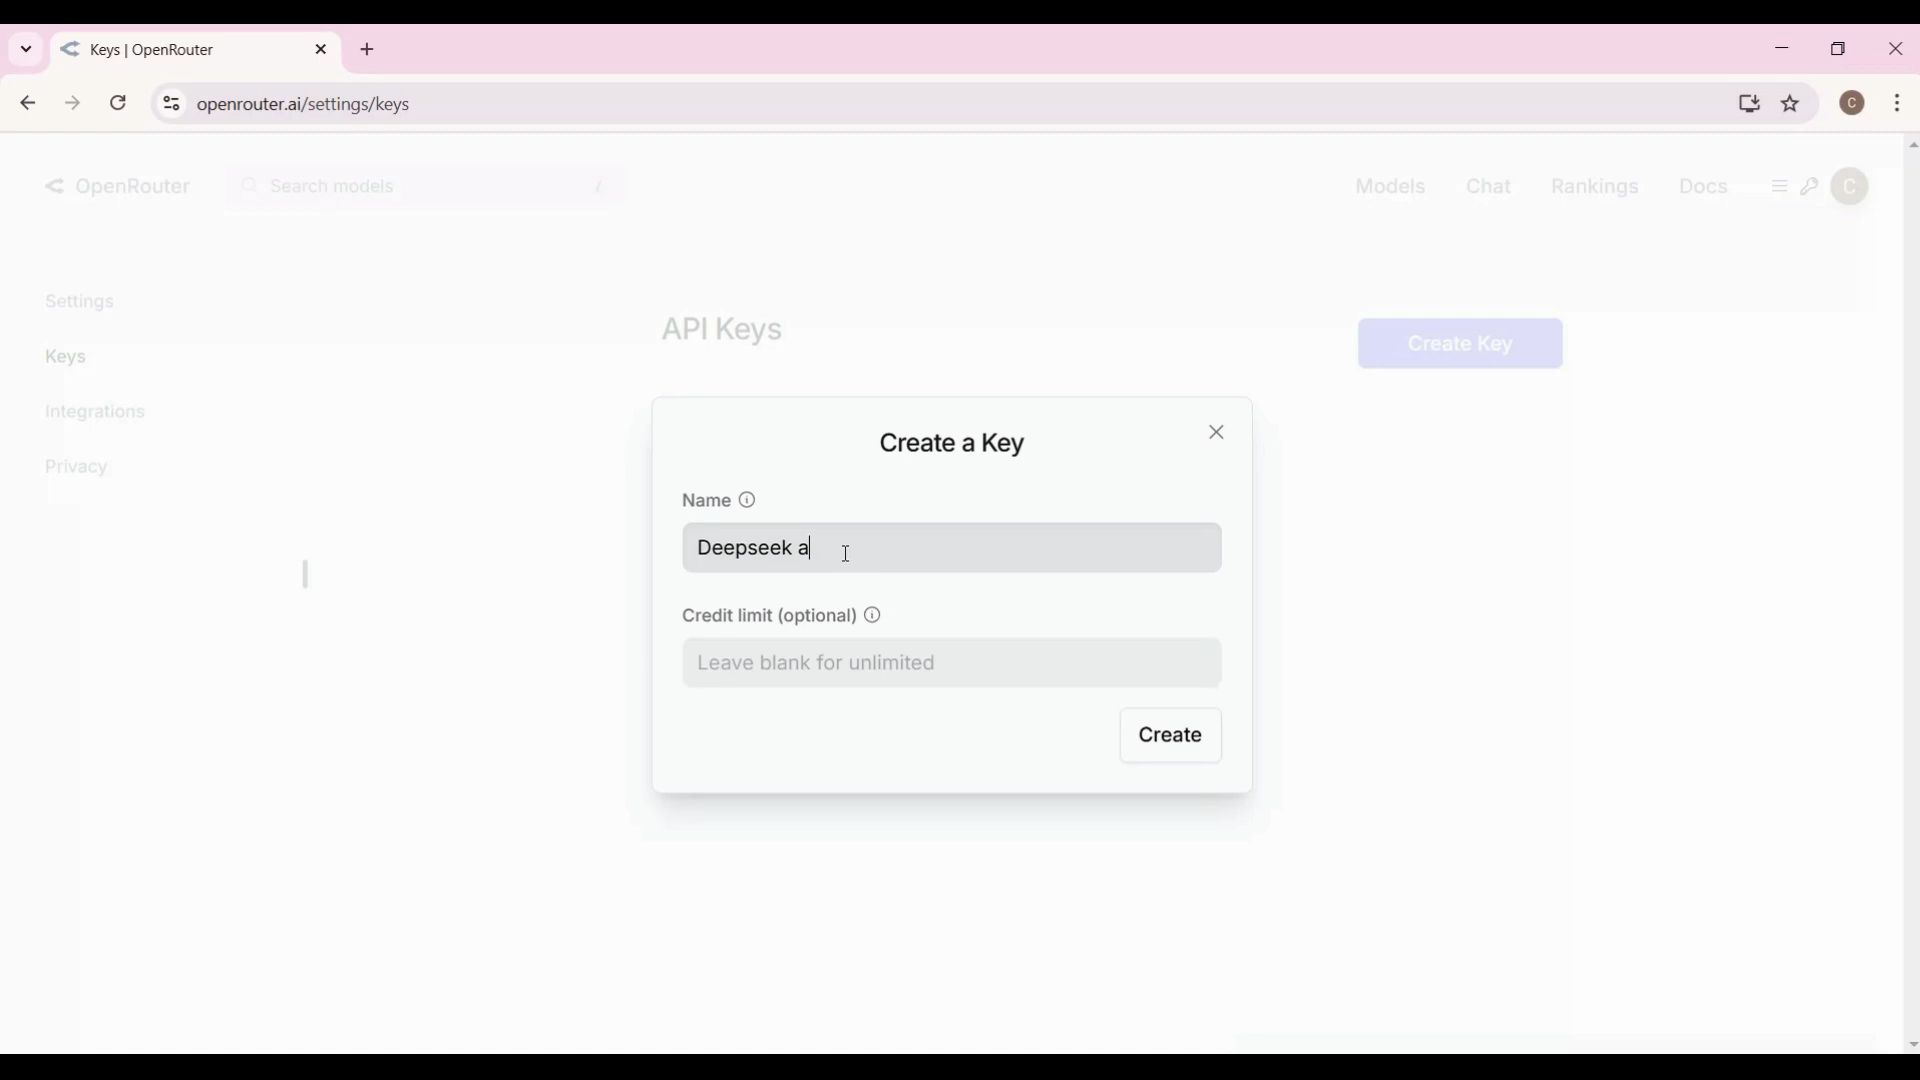 Keys | OpenRouter
openrouter.ai/settings/keys
C
OpenRouter
Search models
/
Models
Chat
Rankings
Docs
C
Settings
Keys
Integrations
Privacy
API Keys
Create Key
Create a Key
Name
Deepseek a
Credit limit (optional)
Leave blank for unlimited
Create